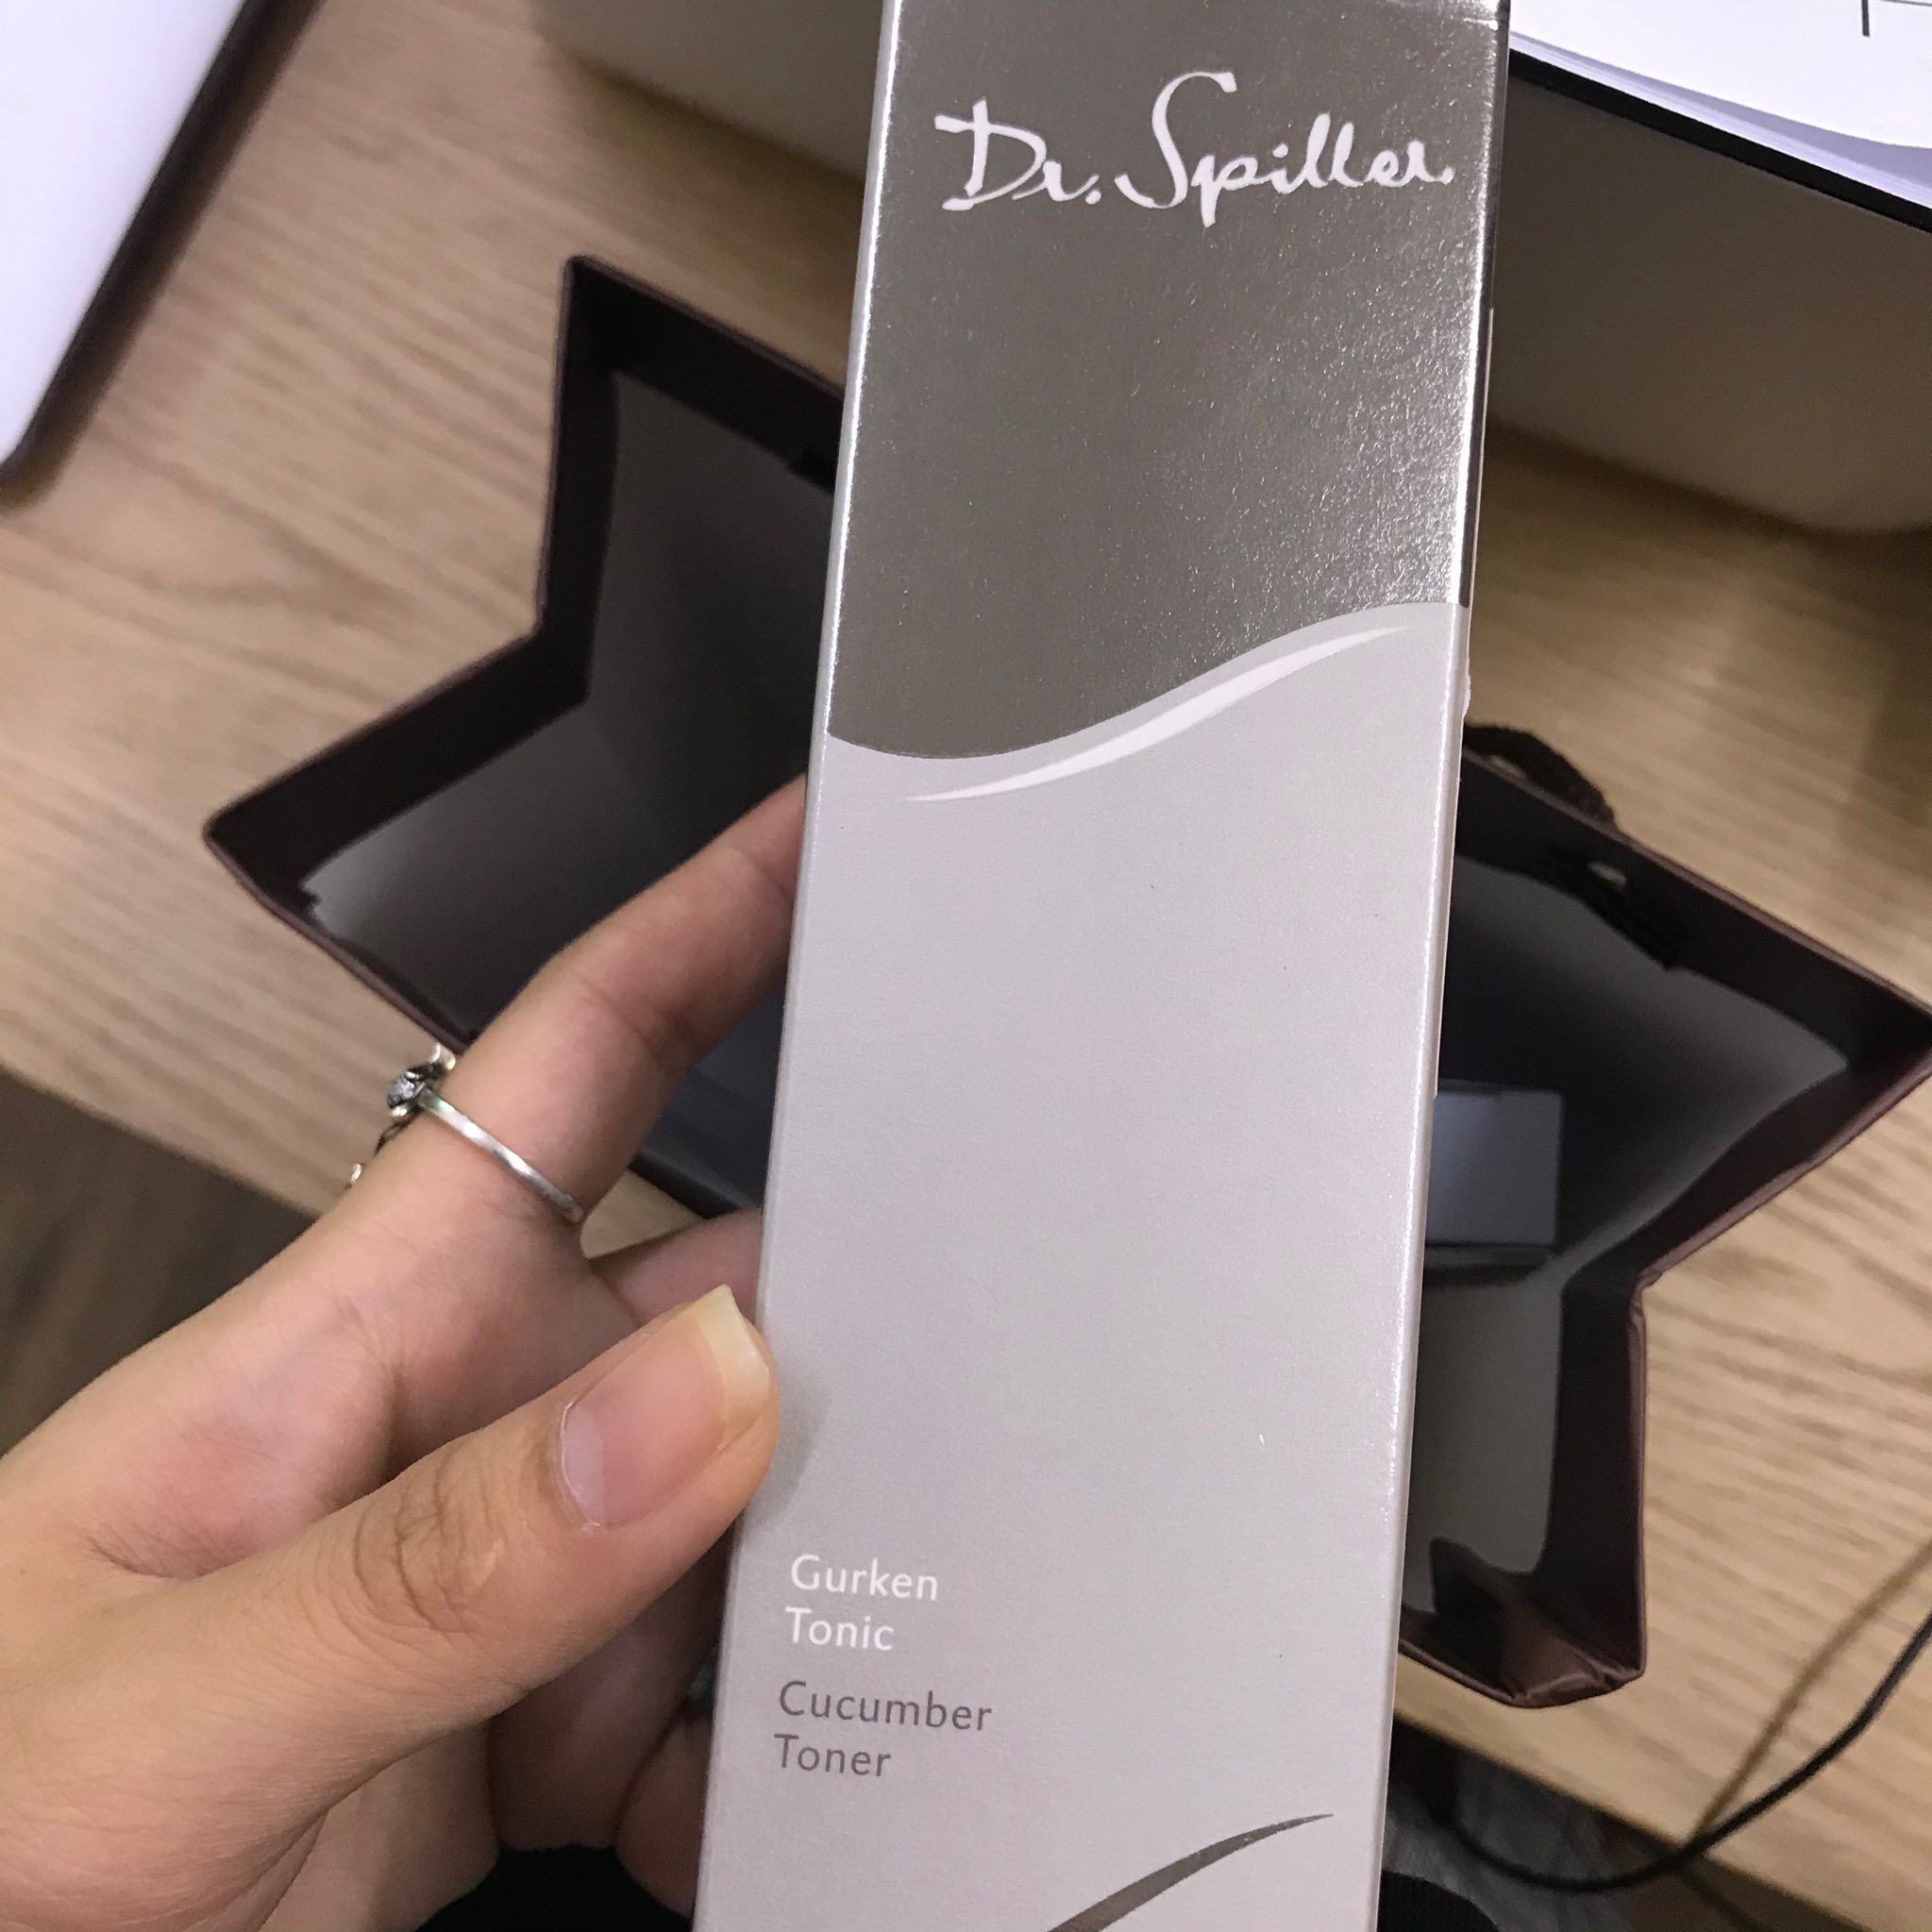 Dr. Spiller
Gurken
Tonic
Cucumber
Toner